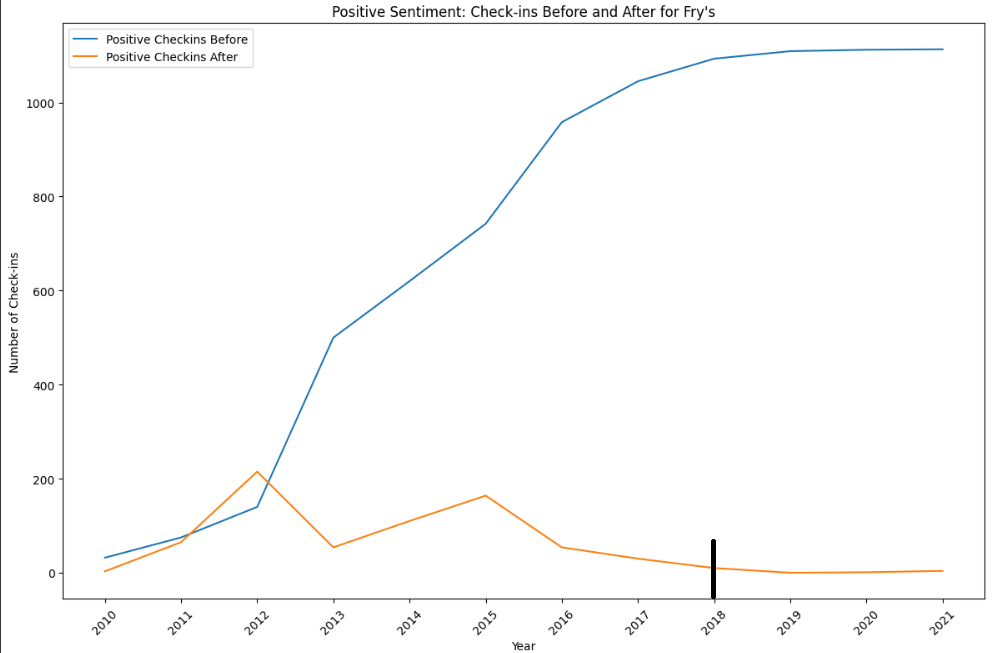 Positive Sentiment: Check-ins Before and After for Fry's
Positive Checkins Before
Positive Checkins After
Number of Check-ins
1000
800
600
400
200
0
2010 2011 2012 2013 2014 2015 2016 2017 2018 2019 2020 2021
Year